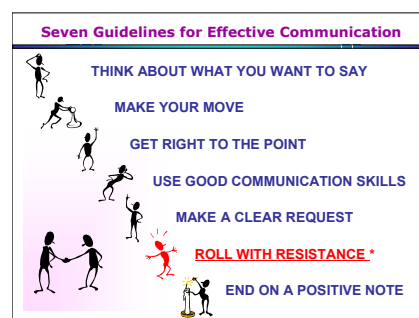 Seven Guidelines for Effective Communication
THINK ABOUT WHAT YOU WANT TO SAY
MAKE YOUR MOVE
GET RIGHT TO THE POINT
USE GOOD COMMUNICATION SKILLS
MAKE A CLEAR REQUEST
ROLL WITH RESISTANCE *
END ON A POSITIVE NOTE